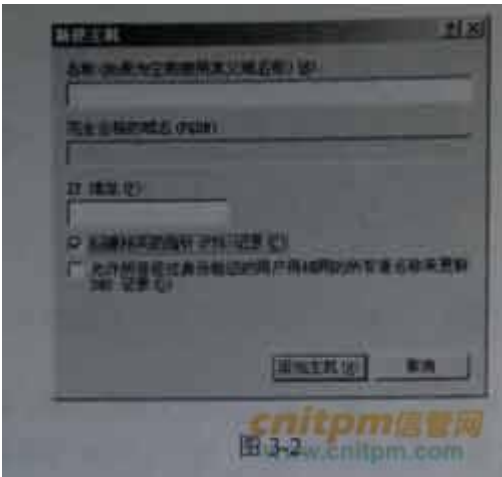 新建主机
名称(如果为空则使用其父域名称)(N):
完全合格的域名(FQDN):
IP 地址(P):
创建相关的指针(PTR)记录(C)
允许所有经过身份验证的用户用相同的所有者名称来更新
DNS 记录(O)
添加主机(H)
取消
cnitpm信管网
图 3-2
www.cnitpm.com